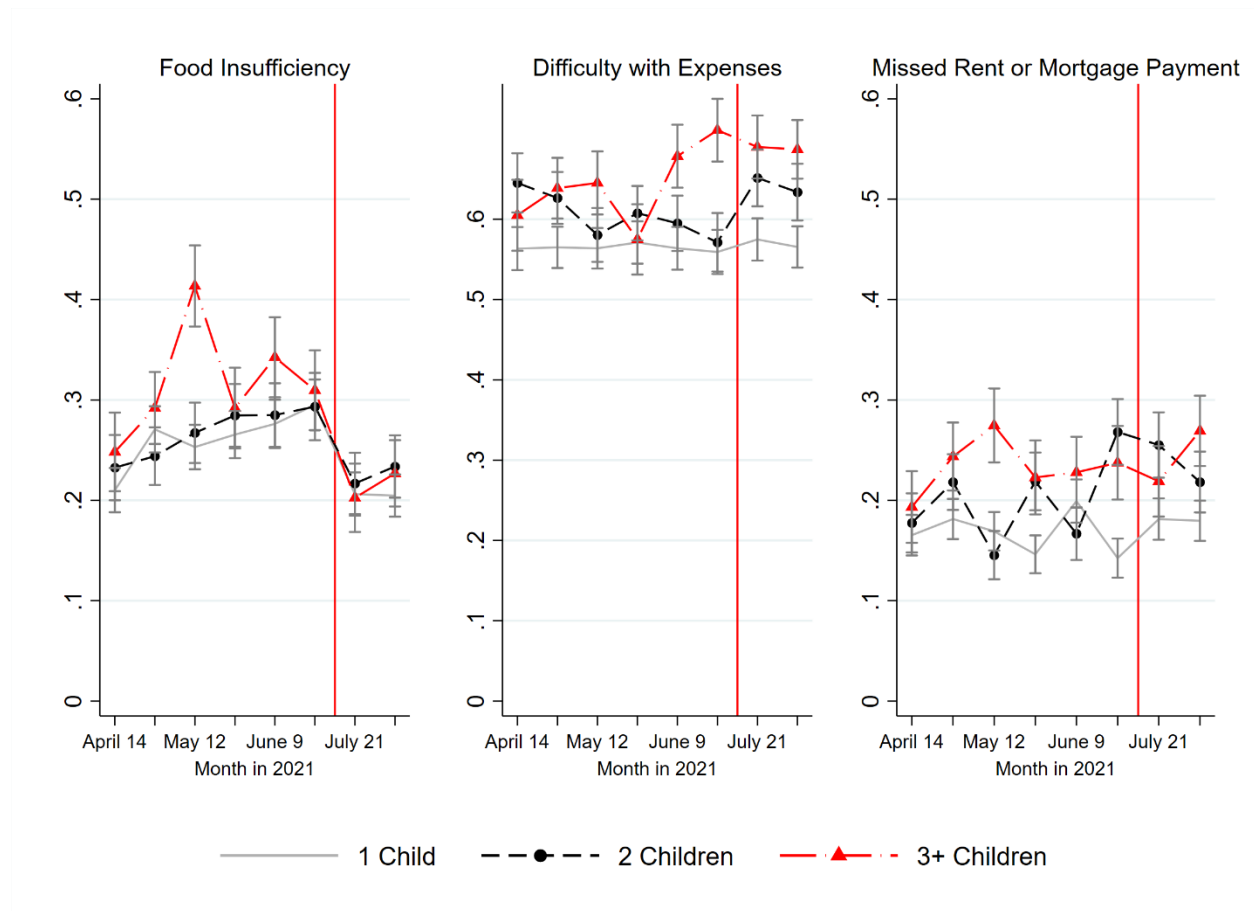 Food Insufficiency
Difficulty with Expenses
Missed Rent or Mortgage Payment
.6
.5
.4
.3
.2
.1
0
April 14 May 12 June 9 July 21
Month in 2021
.6
.5
.4
.3
.2
.1
0
April 14 May 12 June 9 July 21
Month in 2021
.6
.5
.4
.3
.2
.1
0
April 14 May 12 June 9 July 21
Month in 2021
1 Child 2 Children 3+ Children